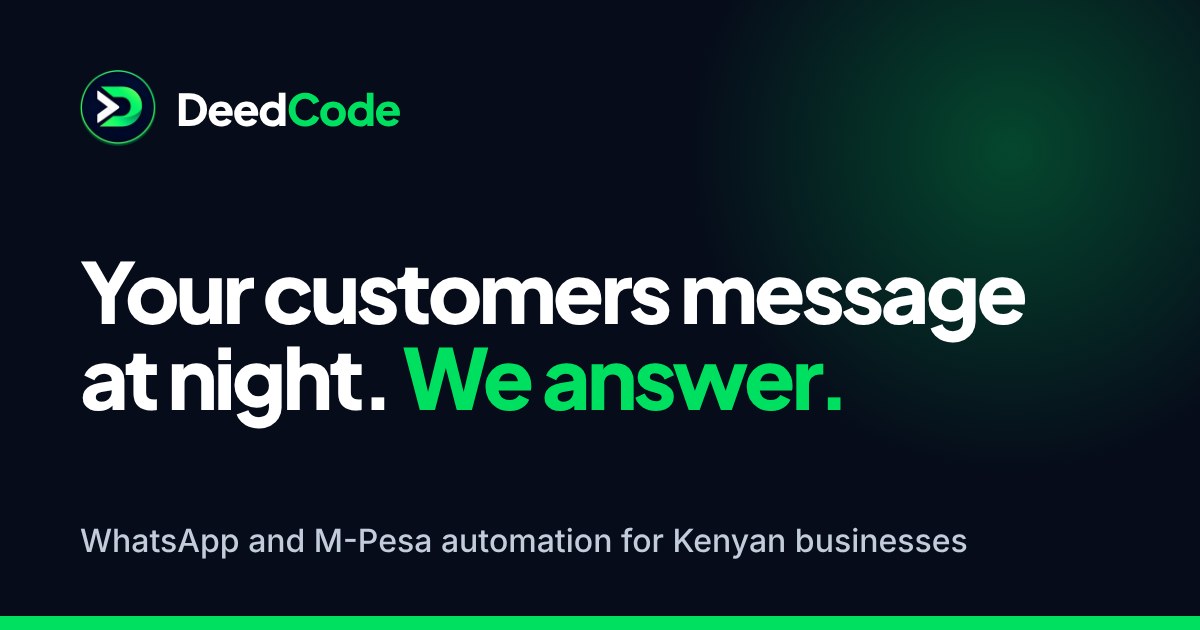 DeedCode
Your customers message
at night. We answer.
WhatsApp and M-Pesa automation for Kenyan businesses